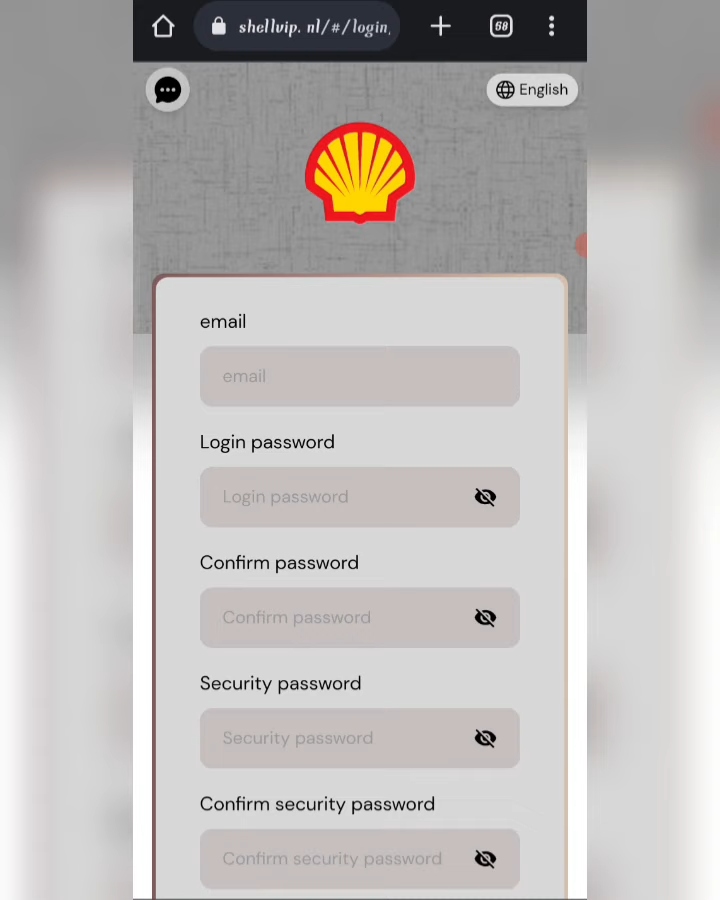 shellvip. nl/#/login,
68
English
email
email
Login password
Login password
Confirm password
Confirm password
Security password
Security password
Confirm security password
Confirm security password